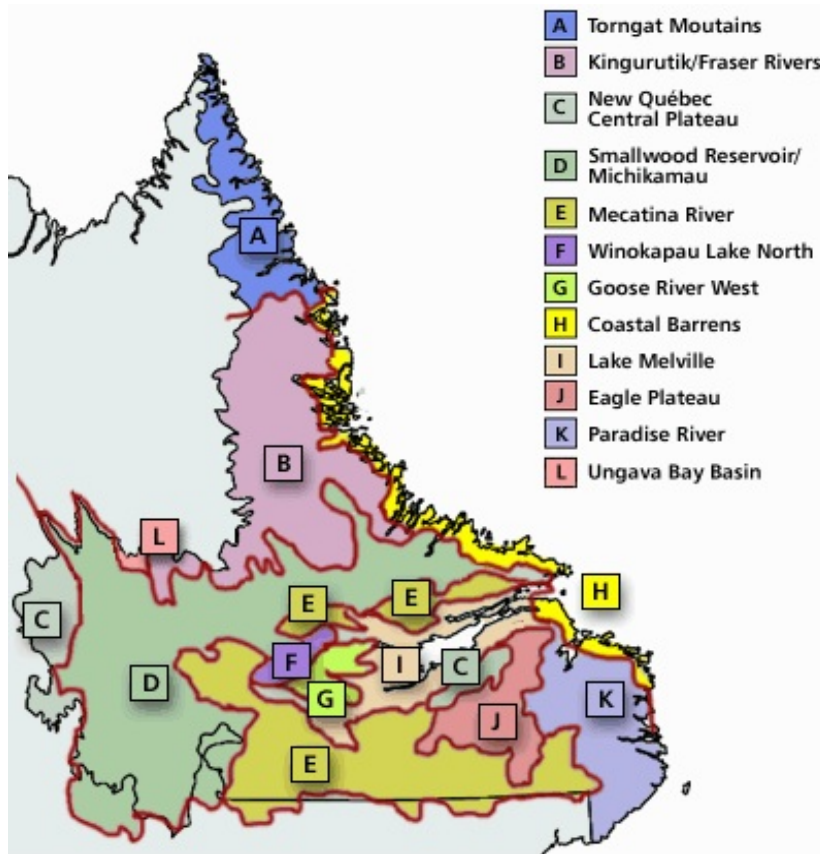 A Torngat Moutains
B Kingurutik/Fraser Rivers
C New Québec
Central Plateau
D Smallwood Reservoir/
Michikamau
E Mecatina River
F Winokapau Lake North
G Goose River West
H Coastal Barrens
I Lake Melville
J Eagle Plateau
K Paradise River
L Ungava Bay Basin
A
B
L
C
E
E
H
F
I
C
D
G
K
J
E